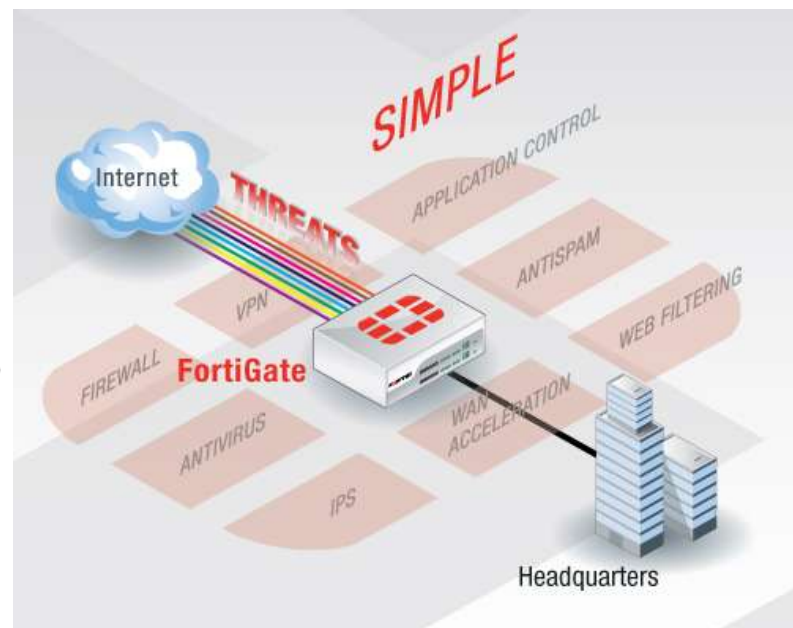 SIMPLE
Internet
THREATS
APPLICATION CONTROL
ANTISPAM
WEB FILTERING
VPN
FIREWALL
FortiGate
ANTIVIRUS
WAN
ACCELERATION
IPS
Headquarters